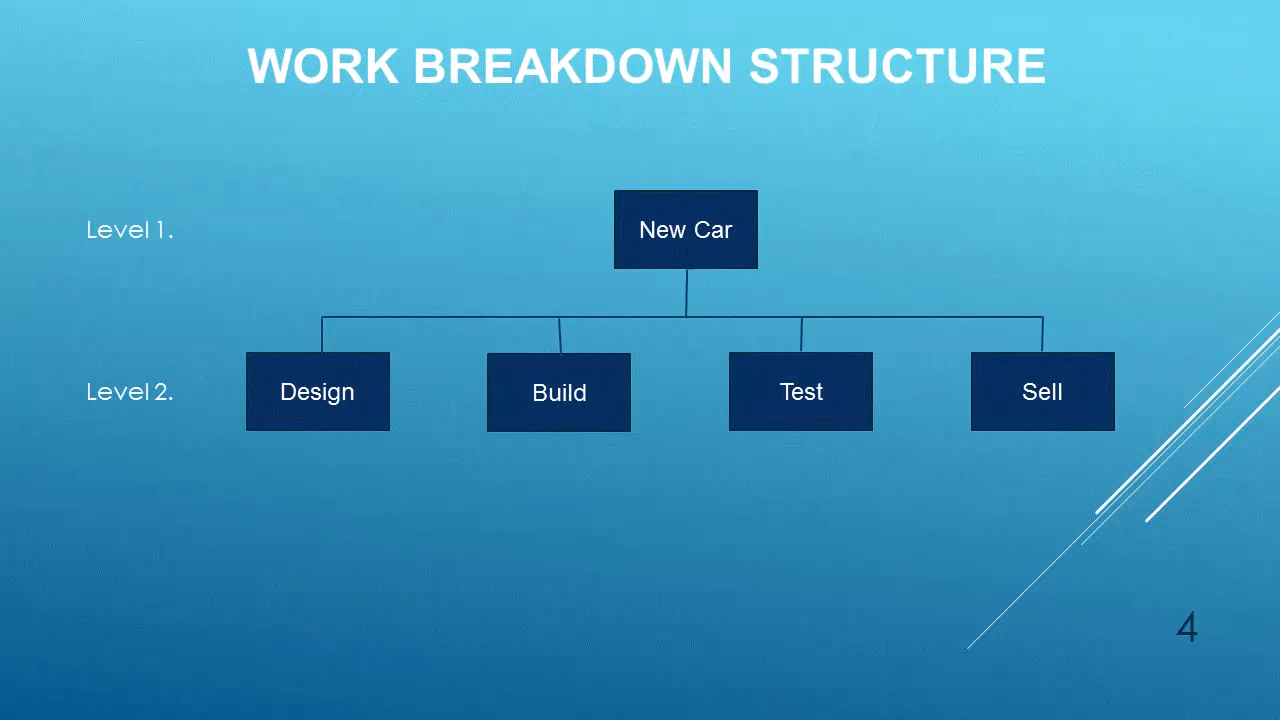 WORK BREAKDOWN STRUCTURE
Level 1.
New Car
Level 2.
Design
Build
Test
Sell
4